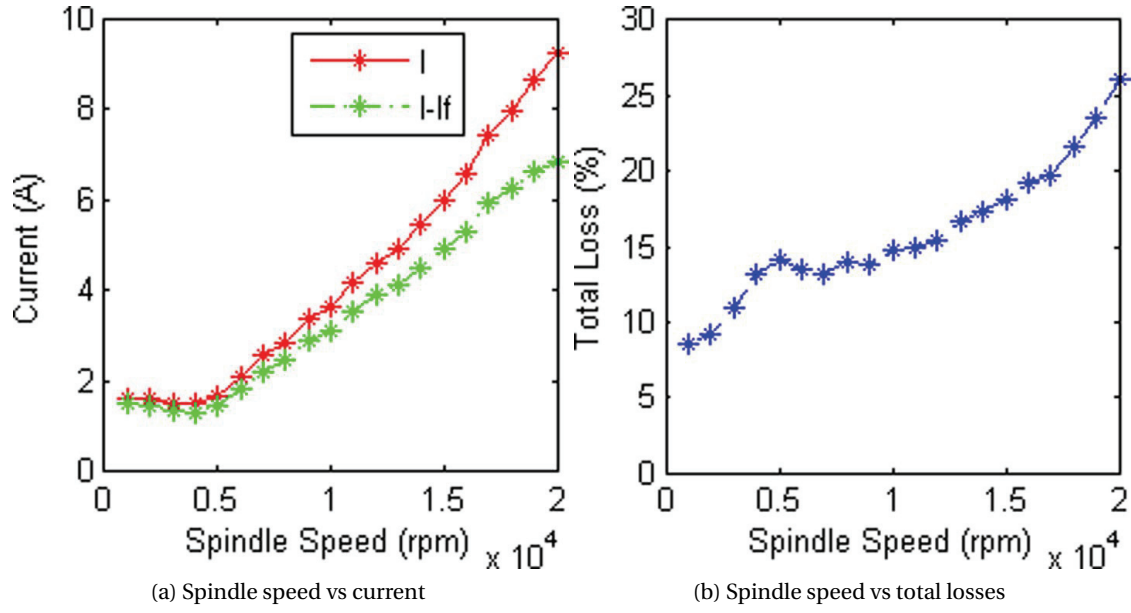 10
8
6
4
2
0
Current (A)
I
I-If
0
0.5
1
1.5
2
Spindle Speed (rpm)
x 10^4
(a) Spindle speed vs current
30
25
20
15
10
5
0
Total Loss (%)
0
0.5
1
1.5
2
Spindle Speed (rpm)
x 10^4
(b) Spindle speed vs total losses